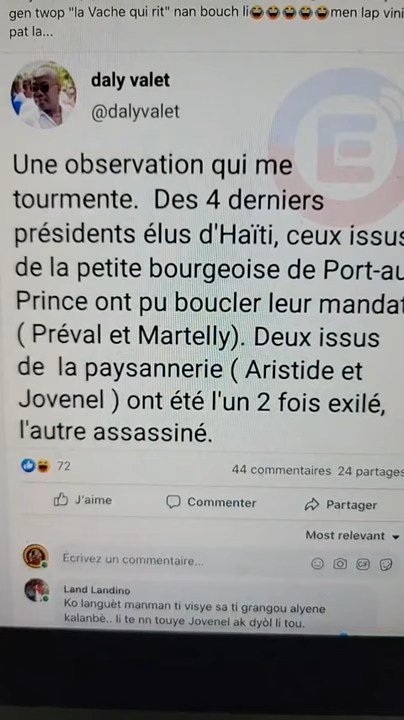 gen twop "la Vache qui rit" nan bouch li😂😂😂😂😂men lap vini
pat la...
daly valet
@dalyvalet
E
Une observation qui me
tourmente. Des 4 derniers
présidents élus d'Haïti, ceux issus
de la petite bourgeoise de Port-au
Prince ont pu boucler leur mandat
( Préval et Martelly). Deux issus
de la paysannerie ( Aristide et
Jovenel ) ont été l'un 2 fois exilé,
l'autre assassiné.
72
44 commentaires 24 partages
J'aime
Commenter
Partager
Most relevant
Ecrivez un commentaire...
GIF
Land Landino
Ko languèt manman ti visye sa ti grangou alyene
kalanbè.. li te nn touye Jovenel ak dyòl li tou.